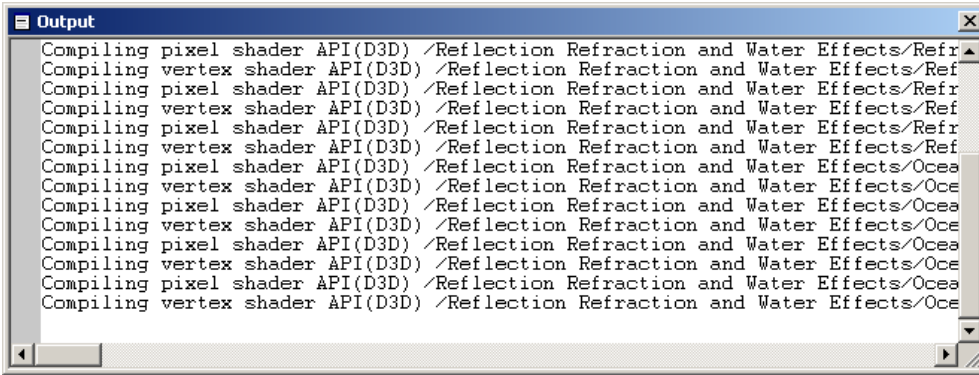 Output
Compiling pixel shader API(D3D) /Reflection Refraction and Water Effects/Refr
Compiling vertex shader API(D3D) /Reflection Refraction and Water Effects/Ref
Compiling pixel shader API(D3D) /Reflection Refraction and Water Effects/Refr
Compiling vertex shader API(D3D) /Reflection Refraction and Water Effects/Ref
Compiling pixel shader API(D3D) /Reflection Refraction and Water Effects/Refr
Compiling vertex shader API(D3D) /Reflection Refraction and Water Effects/Ref
Compiling pixel shader API(D3D) /Reflection Refraction and Water Effects/Ocea
Compiling vertex shader API(D3D) /Reflection Refraction and Water Effects/Oce
Compiling pixel shader API(D3D) /Reflection Refraction and Water Effects/Ocea
Compiling vertex shader API(D3D) /Reflection Refraction and Water Effects/Oce
Compiling pixel shader API(D3D) /Reflection Refraction and Water Effects/Ocea
Compiling vertex shader API(D3D) /Reflection Refraction and Water Effects/Oce
Compiling pixel shader API(D3D) /Reflection Refraction and Water Effects/Ocea
Compiling vertex shader API(D3D) /Reflection Refraction and Water Effects/Oce